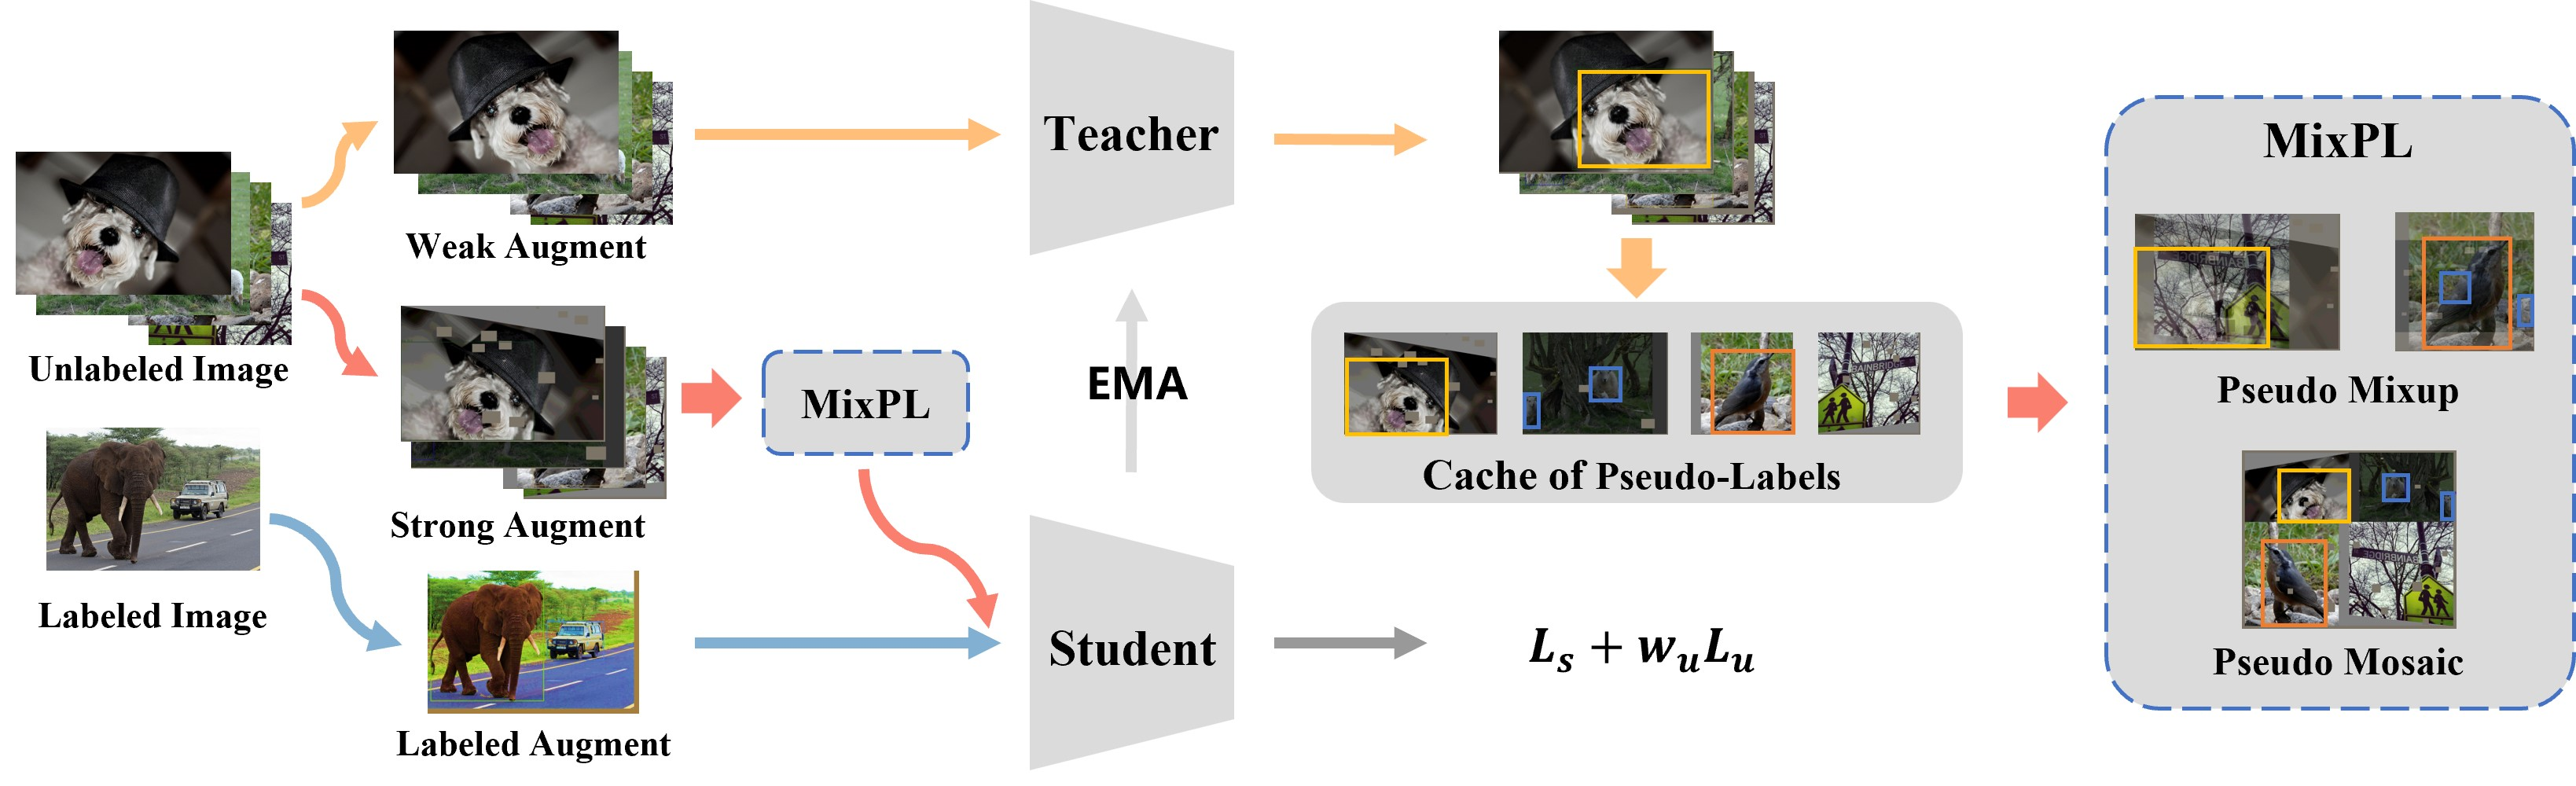 Unlabeled Image
Labeled Image
Weak Augment
Strong Augment
Labeled Augment
MixPL
Teacher
EMA
Student
BAINBRIDGE
Cache of Pseudo-Labels
L_s + w_u L_u
MixPL
Pseudo Mixup
Pseudo Mosaic